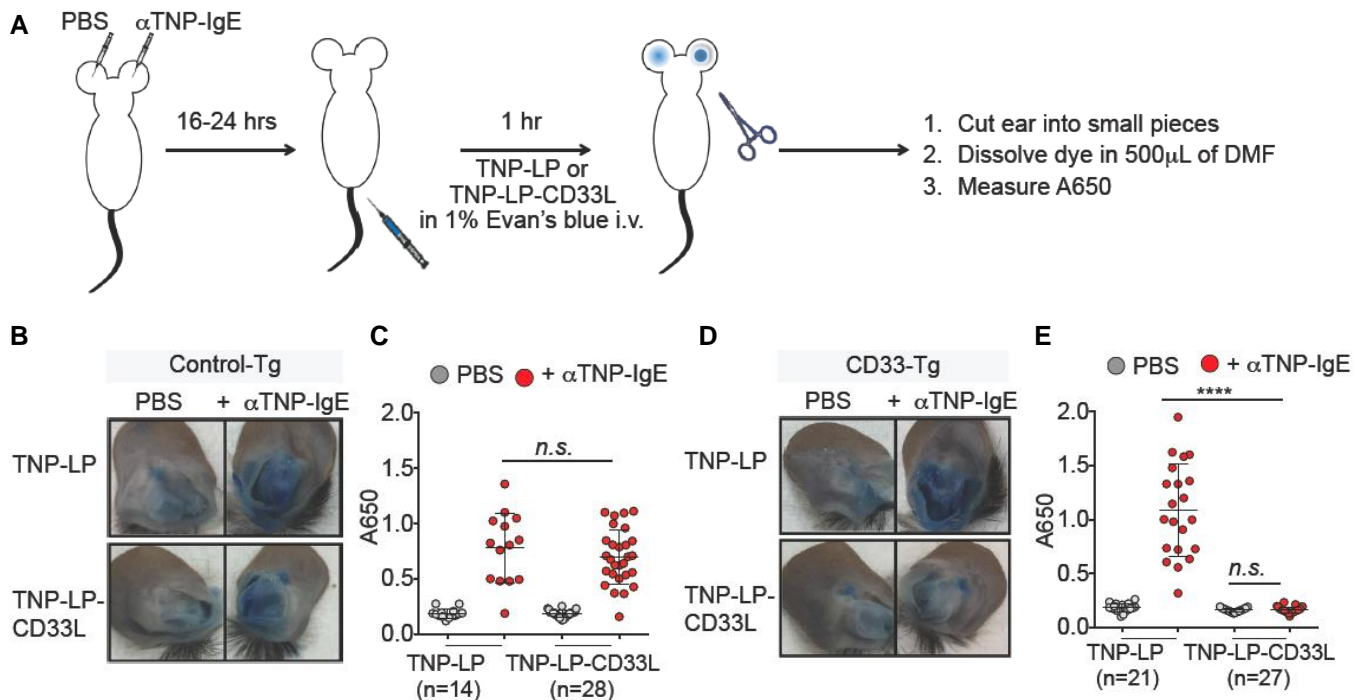 A
PBS αTNP-IgE
16-24 hrs
1 hr
TNP-LP or
TNP-LP-CD33L
in 1% Evan's blue i.v.
1. Cut ear into small pieces
2. Dissolve dye in 500μL of DMF
3. Measure A650
B
Control-Tg
PBS + αTNP-IgE
TNP-LP
TNP-LP-
CD33L
C
PBS + αTNP-IgE
2.0
1.5
1.0
0.5
0.0
A650
n.s.
TNP-LP TNP-LP-CD33L
(n=14) (n=28)
D
CD33-Tg
PBS + αTNP-IgE
TNP-LP
TNP-LP-
CD33L
E
PBS + αTNP-IgE
2.0
1.5
1.0
0.5
0.0
A650
****
n.s.
TNP-LP TNP-LP-CD33L
(n=21) (n=27)